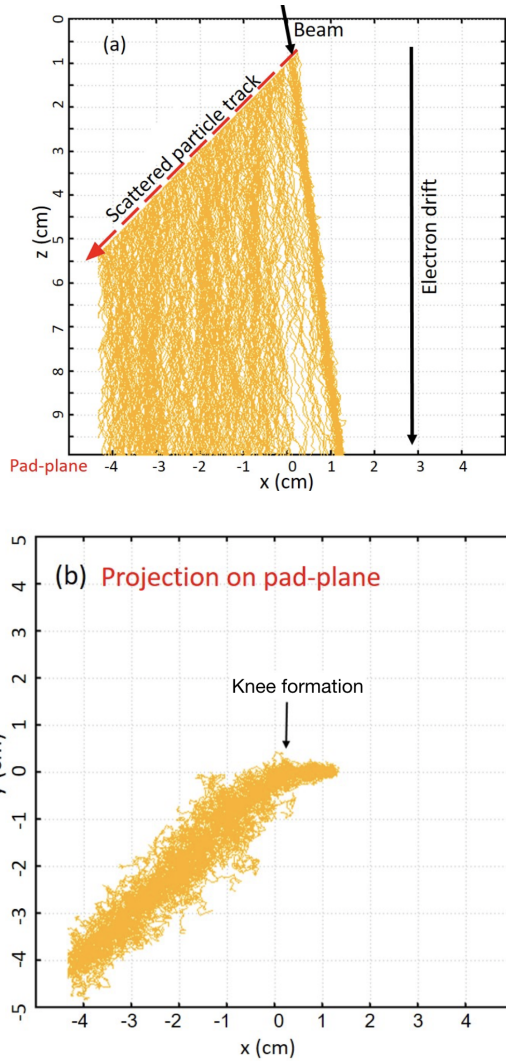 (a)
Beam
Scattered particle track
Electron drift
z (cm)
0
1
2
3
4
5
6
7
8
9
Pad-plane
-4 -3 -2 -1 0 1 2 3 4
x (cm)
(b) Projection on pad-plane
Knee formation
5
4
3
2
1
0
-1
-2
-3
-4
-5
-4 -3 -2 -1 0 1 2 3 4
x (cm)